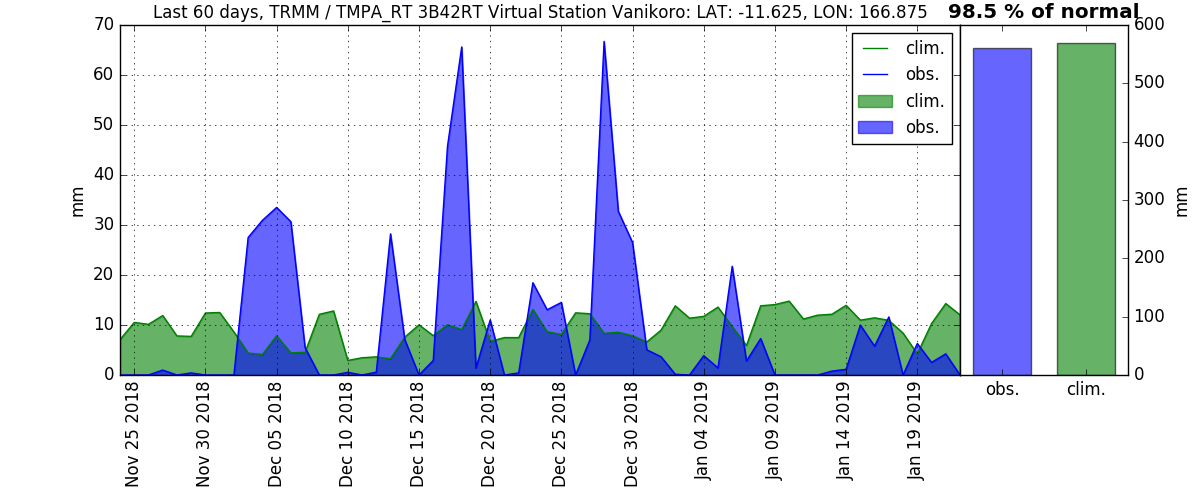 Last 60 days, TRMM / TMPA_RT 3B42RT Virtual Station Vanikoro: LAT: -11.625, LON: 166.875
98.5 % of normal
70
60
50
40
30
20
10
0
mm
clim.
obs.
clim.
obs.
Nov 25 2018
Nov 30 2018
Dec 05 2018
Dec 10 2018
Dec 15 2018
Dec 20 2018
Dec 25 2018
Dec 30 2018
Jan 04 2019
Jan 09 2019
Jan 14 2019
Jan 19 2019
600
500
400
300
200
100
0
mm
obs.
clim.